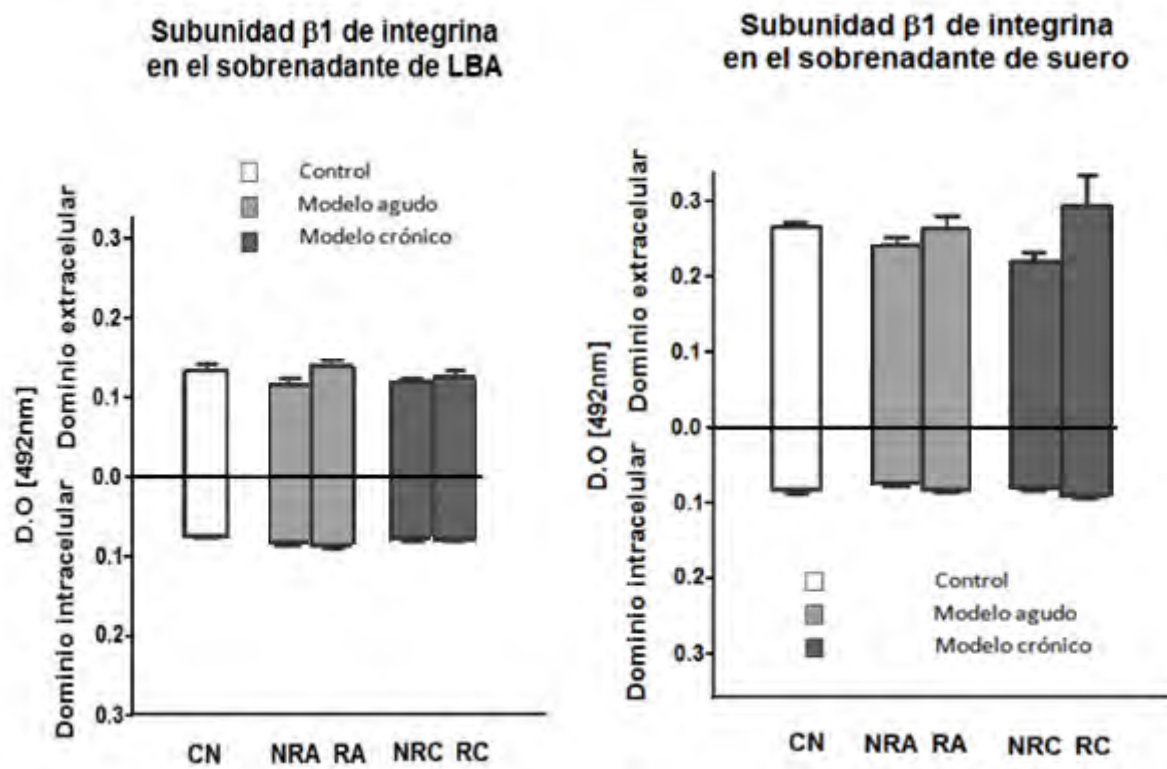 Subunidad β1 de integrina
en el sobrenadante de LBA
Control
Modelo agudo
Modelo crónico
D.O [492nm]
Dominio extracelular
Dominio intracelular
0.3
0.2
0.1
0.0
0.1
0.2
0.3
CN NRA RA NRC RC
Subunidad β1 de integrina
en el sobrenadante de suero
D.O [492nm]
Dominio extracelular
Dominio intracelular
0.3
0.2
0.1
0.0
0.1
0.2
0.3
Control
Modelo agudo
Modelo crónico
CN NRA RA NRC RC